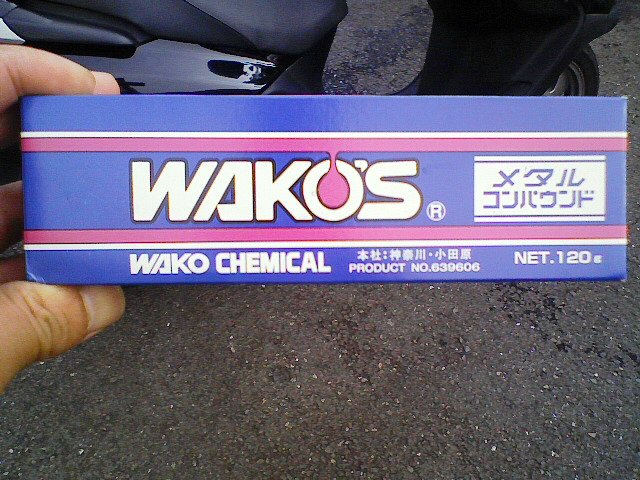 WAKO'S®
メタル
コンパウンド
WAKO CHEMICAL
本社:神奈川・小田原
PRODUCT NO.639606
NET.120g